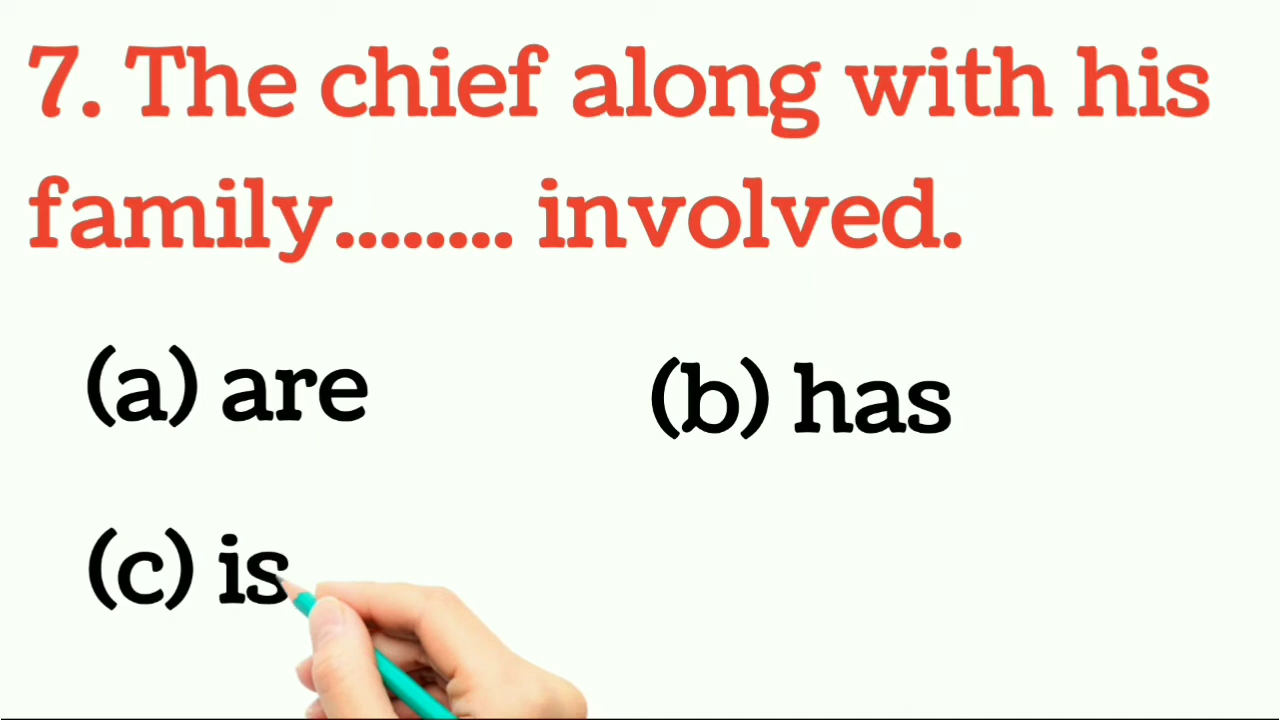 7. The chief along with his
family........ involved.
(a) are (b) has
(c) is